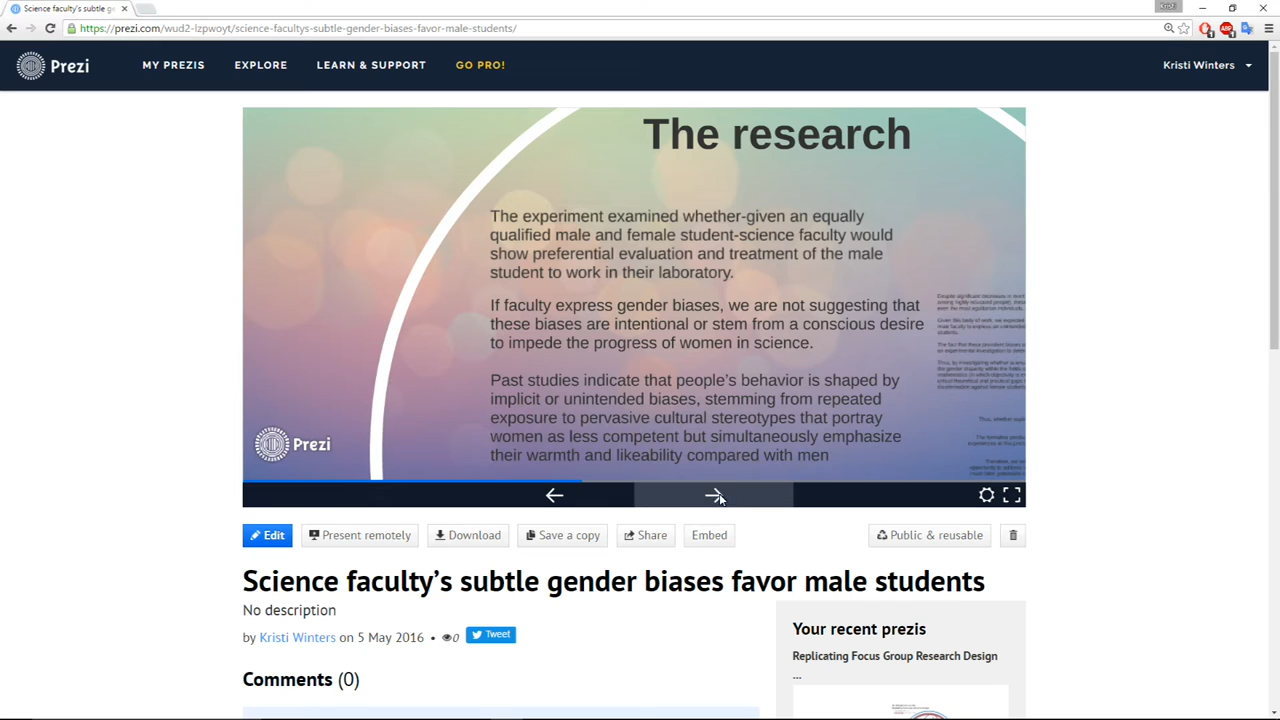 Science faculty's subtle ge
Kristi
https://prezi.com/wud2-lzpwoyt/science-facultys-subtle-gender-biases-favor-male-students/
Prezi
MY PREZIS
EXPLORE
LEARN & SUPPORT
GO PRO!
Kristi Winters
The research
The experiment examined whether-given an equally
qualified male and female student-science faculty would
show preferential evaluation and treatment of the male
student to work in their laboratory.
If faculty express gender biases, we are not suggesting that
these biases are intentional or stem from a conscious desire
to impede the progress of women in science.
Past studies indicate that people's behavior is shaped by
implicit or unintended biases, stemming from repeated
exposure to pervasive cultural stereotypes that portray
women as less competent but simultaneously emphasize
their warmth and likeability compared with men
Prezi
Edit
Present remotely
Download
Save a copy
Share
Embed
Public & reusable
Science faculty's subtle gender biases favor male students
No description
by Kristi Winters on 5 May 2016 • 0
Tweet
Your recent prezis
Replicating Focus Group Research Design
...
Comments (0)